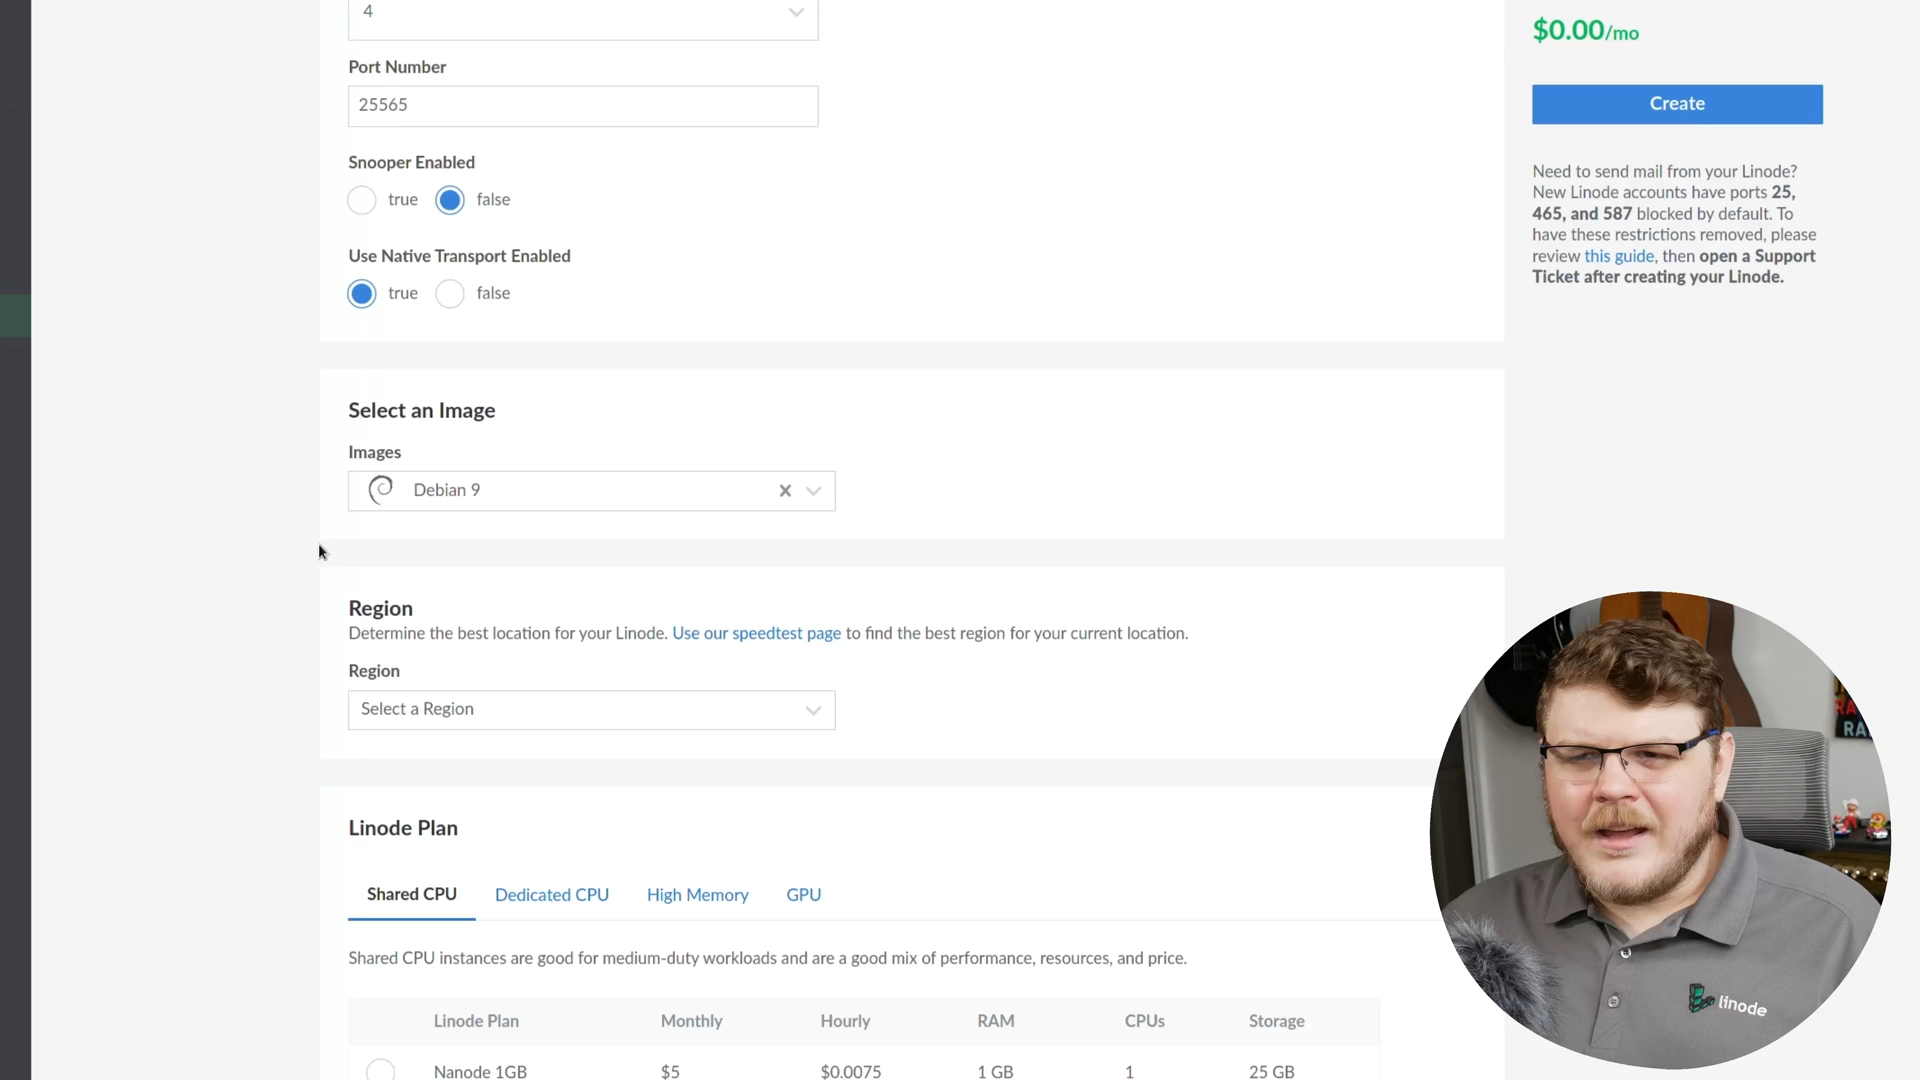 4
Port Number
25565
Snooper Enabled
true false
Use Native Transport Enabled
true false
Select an Image
Images
Debian 9
Region
Determine the best location for your Linode. Use our speedtest page to find the best region for your current location.
Region
Select a Region
Linode Plan
Shared CPU Dedicated CPU High Memory GPU
Shared CPU instances are good for medium-duty workloads and are a good mix of performance, resources, and price.
Linode Plan Monthly Hourly RAM CPUs Storage
Nanode 1GB $5 $0.0075 1 GB 1 25 GB
$0.00/mo
Create
Need to send mail from your Linode?
New Linode accounts have ports 25,
465, and 587 blocked by default. To
have these restrictions removed, please
review this guide, then open a Support
Ticket after creating your Linode.
linode